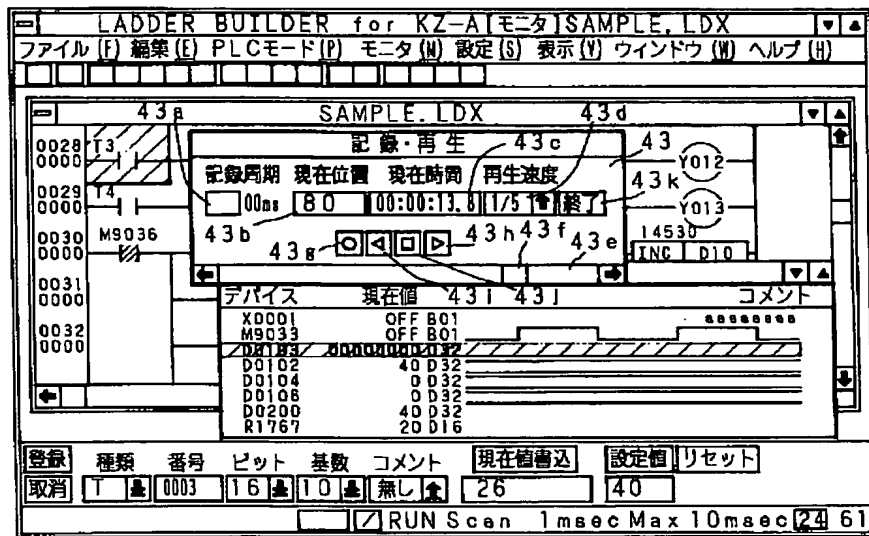 LADDER BUILDER for KZ-A[モニタ]SAMPLE.LDX
ファイル(F) 編集(E) PLCモード(P) モニタ(M) 設定(S) 表示(V) ウィンドウ(W) ヘルプ(H)
43a SAMPLE.LDX 43d
記録・再生 43c 43
0028 0000 T3 Y012
記録周期 現在位置 現在時間 再生速度 43k
00ms 80 00:00:13.8 1/5 終了
0029 0000 T4 Y013
43b 43g 43h 43f 43e
0030 0000 M9036 14530
INC D10
0031 0000
デバイス 現在値 43i 43j コメント
X0001 OFF B01 ********
0032 0000
M9033 OFF B01
D0183 00000000 D32
D0102 40 D32
D0104 0 D32
D0106 0 D32
D0200 40 D32
R1767 20 D16
登録 種類 番号 ビット 基数 コメント 現在値書込 設定値 リセット
取消 T 0003 16 10 無し 26 40
RUN Scan 1msec Max 10msec 24 61